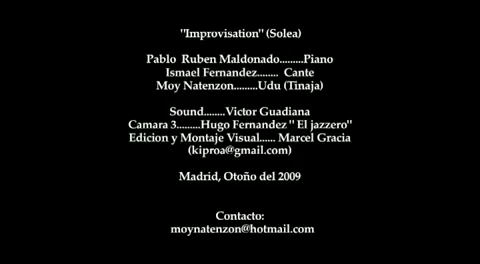 "Improvisation" (Solea)
Pablo Ruben Maldonado.........Piano
Ismael Fernandez........ Cante
Moy Natenzon.........Udu (Tinaja)
Sound........Victor Guadiana
Camara 3.........Hugo Fernandez " El jazzero"
Edicion y Montaje Visual...... Marcel Gracia
(kiproa@gmail.com)
Madrid, Otoño del 2009
Contacto:
moynatenzon@hotmail.com